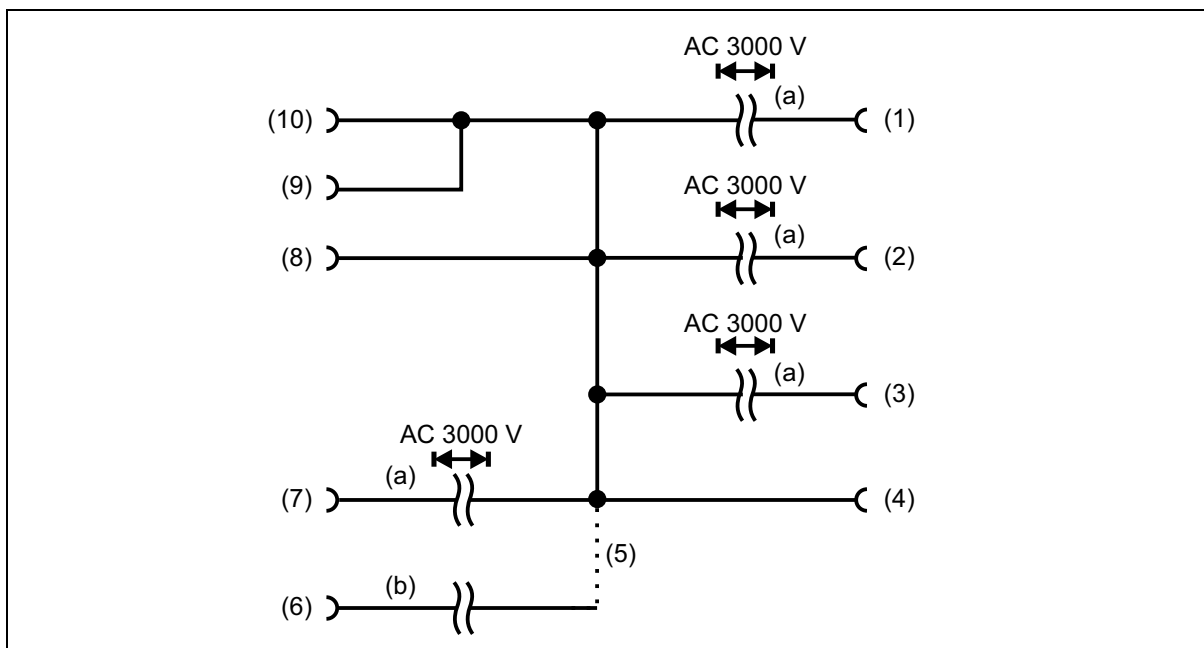 AC 3000 V
(10)
(a)
(1)
(9)
AC 3000 V
(a)
(8)
(2)
AC 3000 V
(a)
(3)
AC 3000 V
(7)
(a)
(4)
(5)
(6)
(b)